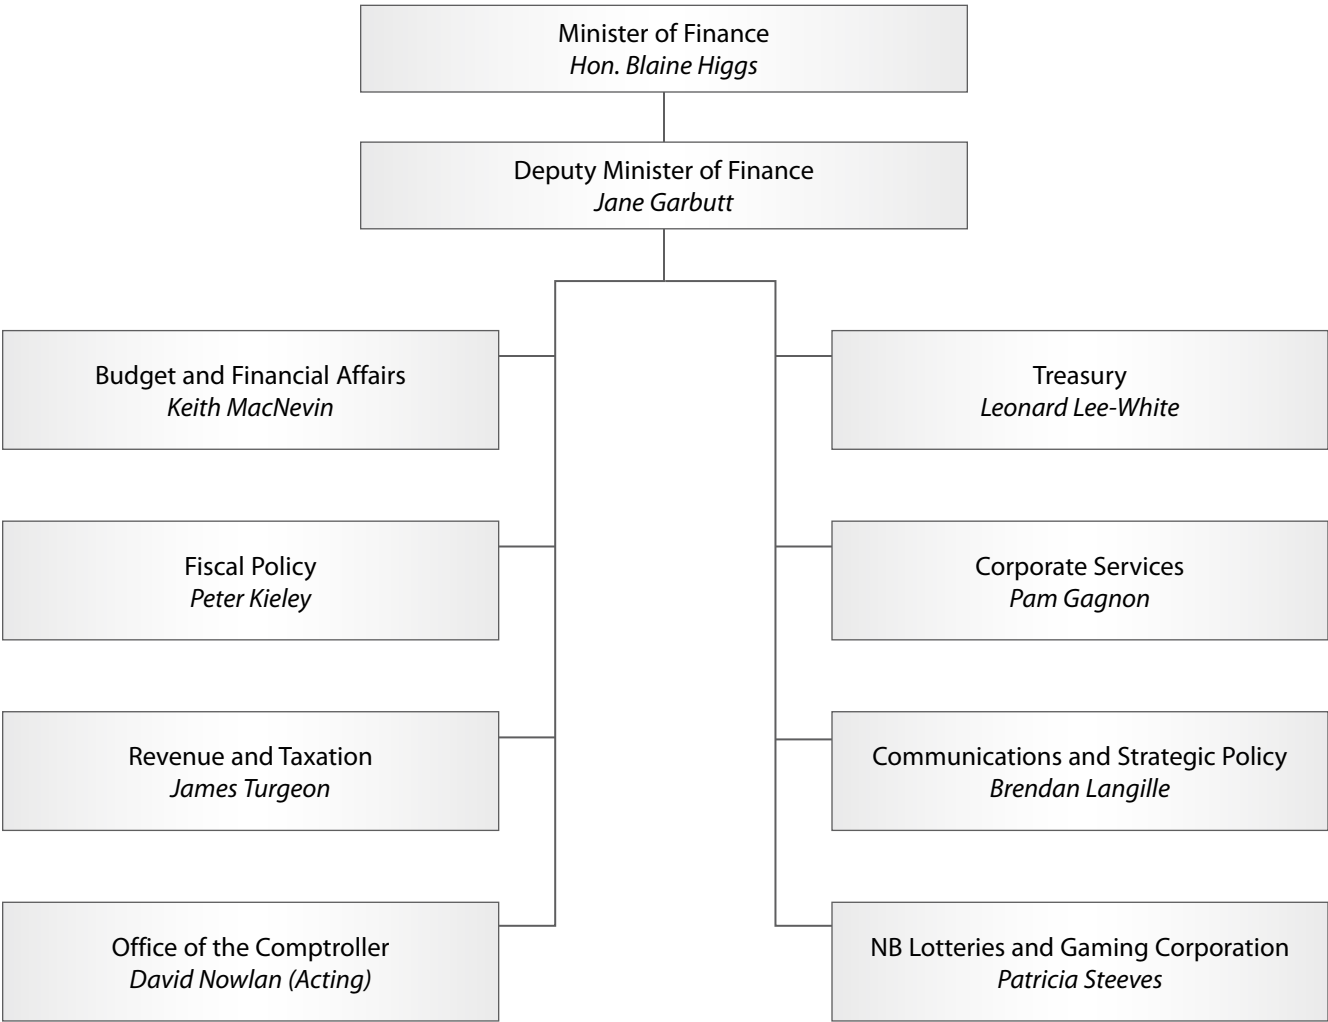 Minister of Finance
Hon. Blaine Higgs
Deputy Minister of Finance
Jane Garbutt
Budget and Financial Affairs
Keith MacNevin
Treasury
Leonard Lee-White
Fiscal Policy
Peter Kieley
Corporate Services
Pam Gagnon
Revenue and Taxation
James Turgeon
Communications and Strategic Policy
Brendan Langille
Office of the Comptroller
David Nowlan (Acting)
NB Lotteries and Gaming Corporation
Patricia Steeves